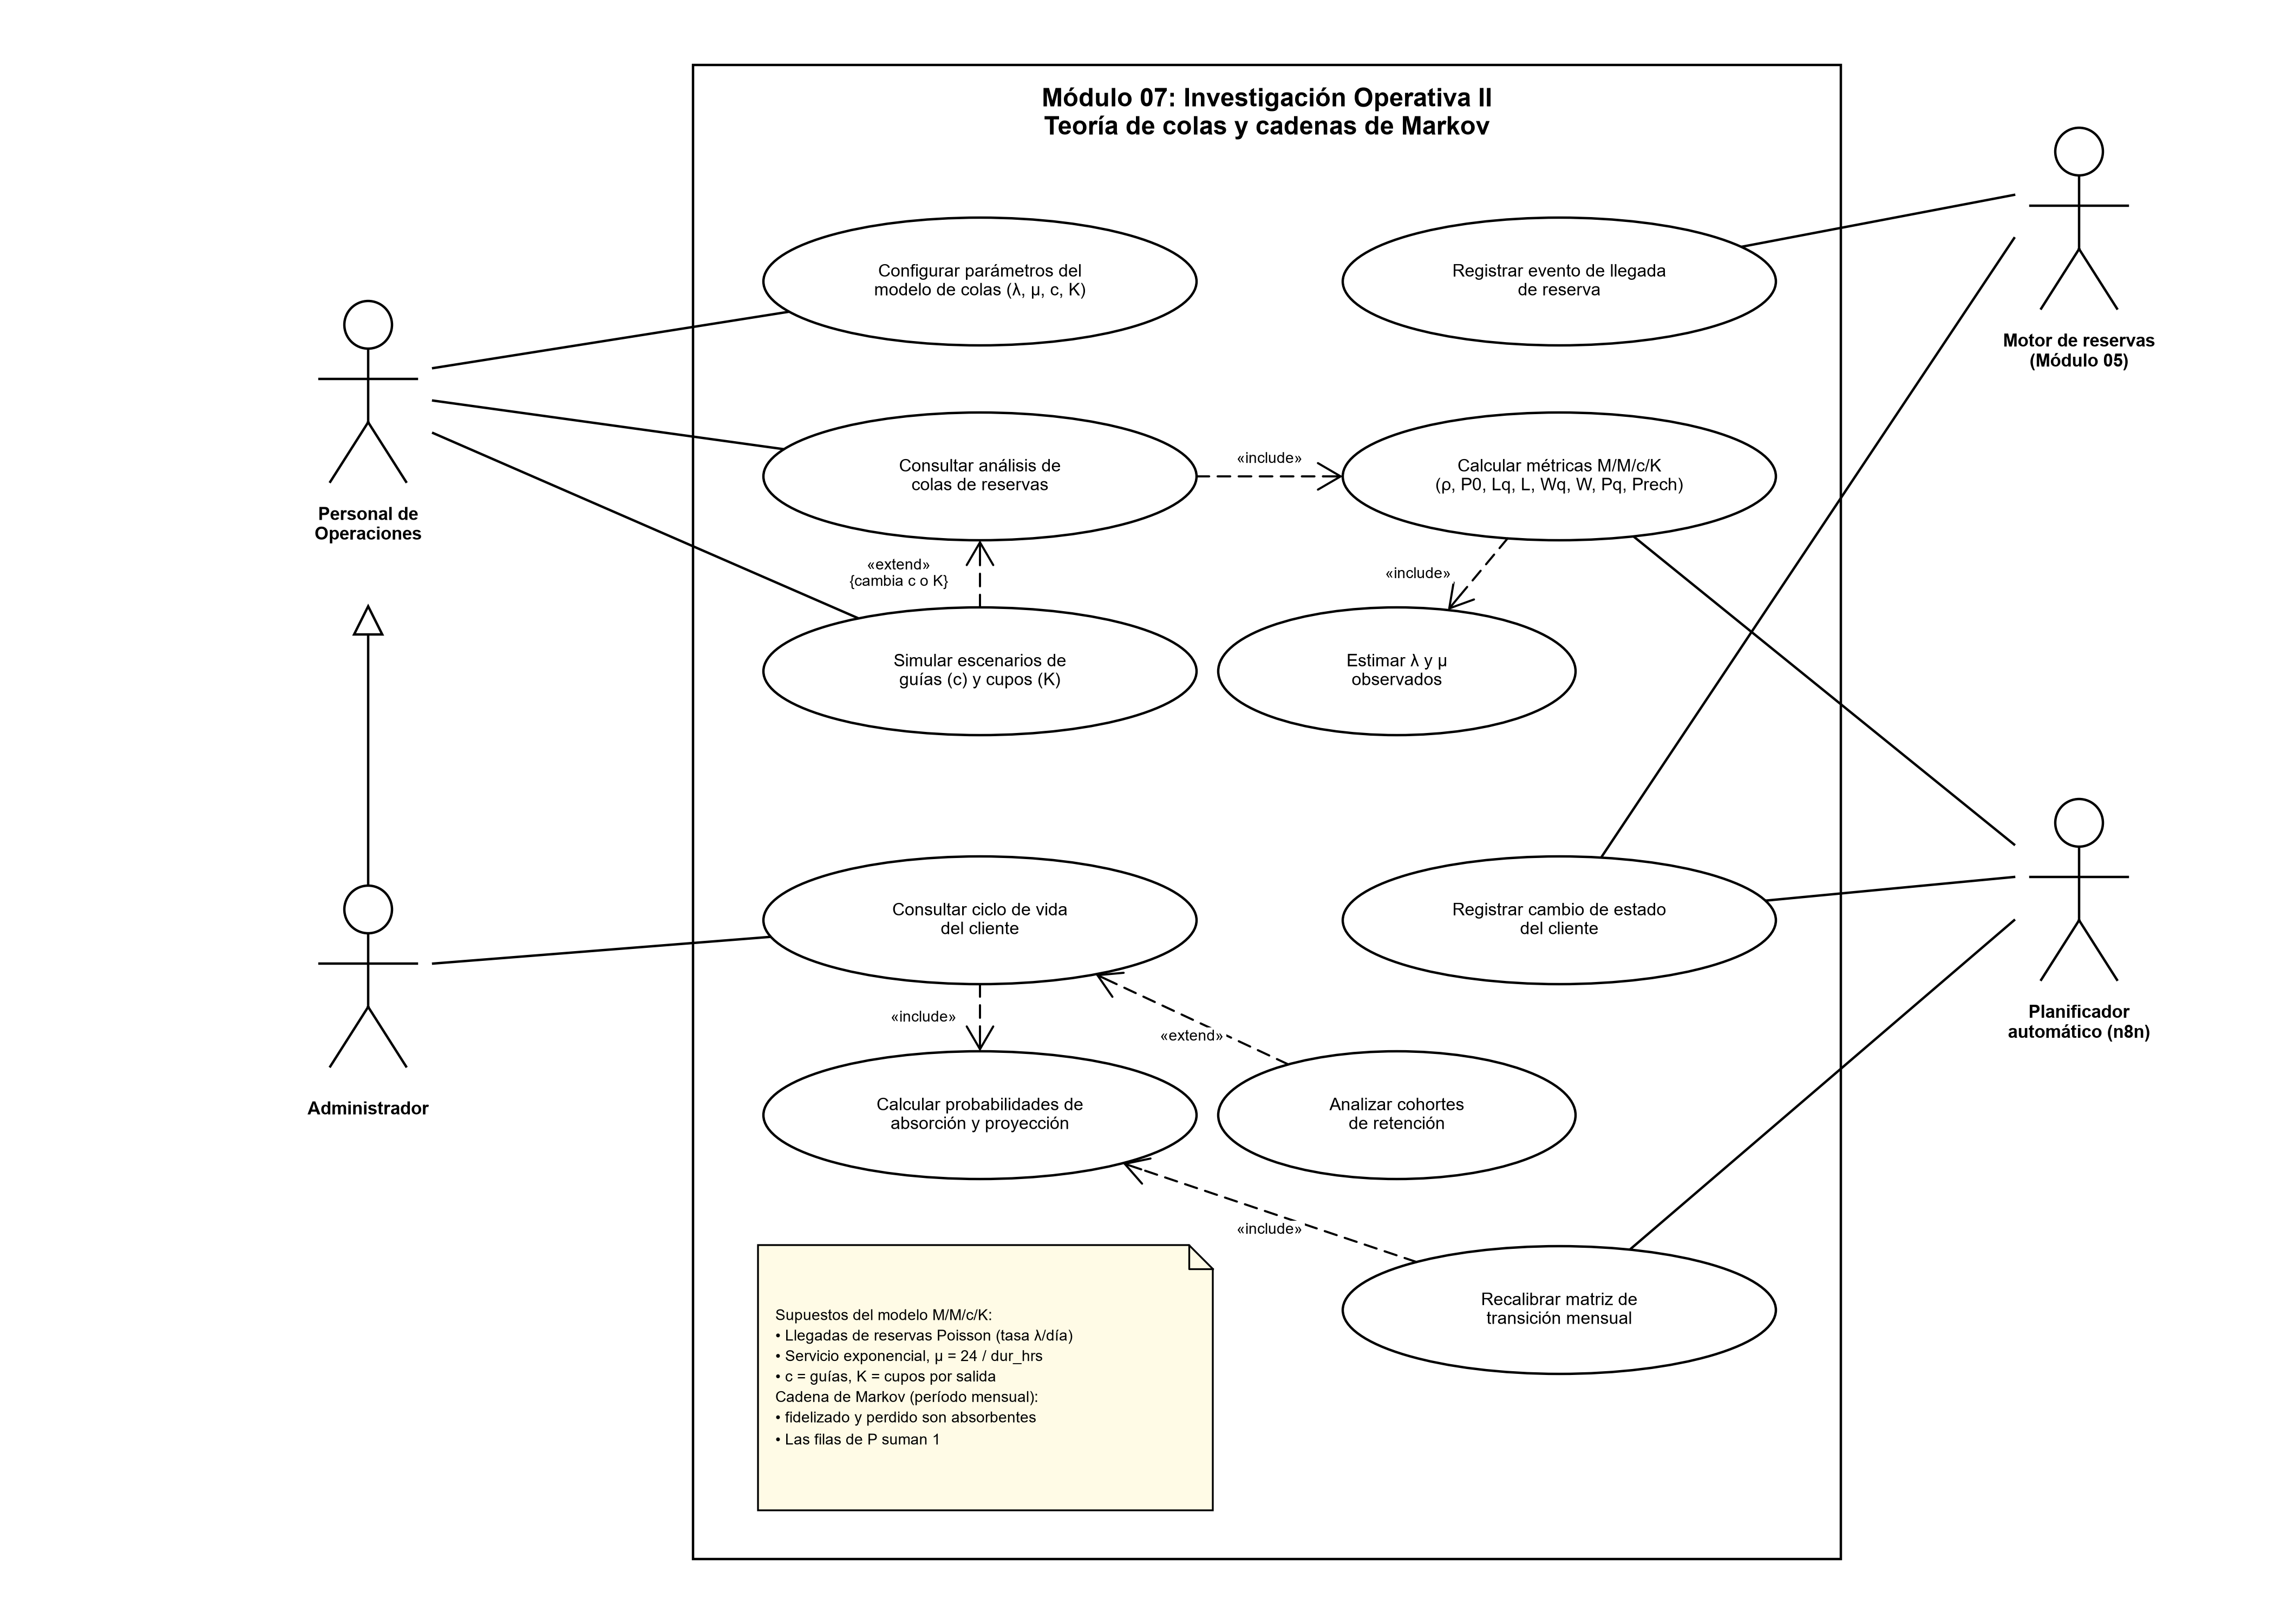 Módulo 07: Investigación Operativa II
Teoría de colas y cadenas de Markov
Configurar parámetros del
modelo de colas (λ, μ, c, K)
Registrar evento de llegada
de reserva
Motor de reservas
(Módulo 05)
Consultar análisis de
colas de reservas
«include»
Calcular métricas M/M/c/K
(ρ, P0, Lq, L, Wq, W, Pq, Prech)
Personal de
Operaciones
«extend»
{cambia c o K}
«include»
Simular escenarios de
guías (c) y cupos (K)
Estimar λ y μ
observados
Consultar ciclo de vida
del cliente
Registrar cambio de estado
del cliente
«include»
«extend»
Planificador
automático (n8n)
Administrador
Calcular probabilidades de
absorción y proyección
Analizar cohortes
de retención
«include»
Recalibrar matriz de
transición mensual
Supuestos del modelo M/M/c/K:
• Llegadas de reservas Poisson (tasa λ/día)
• Servicio exponencial, μ = 24 / dur_hrs
• c = guías, K = cupos por salida
Cadena de Markov (período mensual):
• fidelizado y perdido son absorbentes
• Las filas de P suman 1